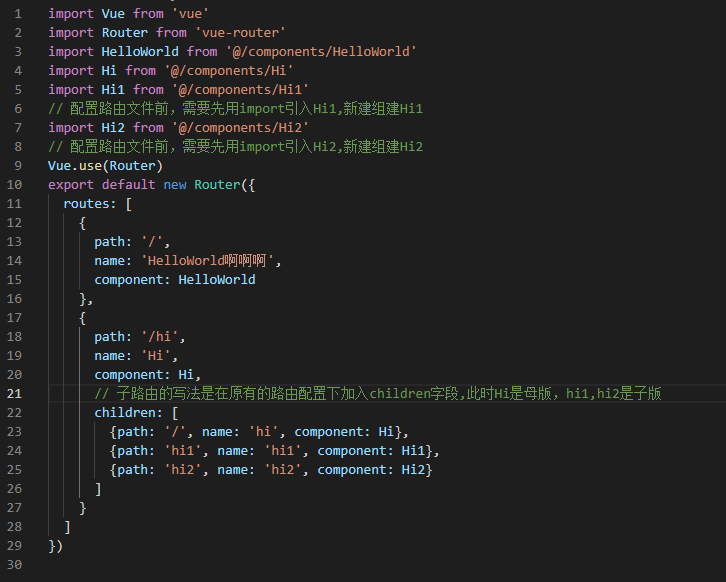 1 import Vue from 'vue'
2 import Router from 'vue-router'
3 import HelloWorld from '@/components/HelloWorld'
4 import Hi from '@/components/Hi'
5 import Hi1 from '@/components/Hi1'
6 // 配置路由文件前，需要先用import引入Hi1,新建组建Hi1
7 import Hi2 from '@/components/Hi2'
8 // 配置路由文件前，需要先用import引入Hi2,新建组建Hi2
9 Vue.use(Router)
10 export default new Router({
11   routes: [
12     {
13       path: '/',
14       name: 'HelloWorld啊啊啊',
15       component: HelloWorld
16     },
17     {
18       path: '/hi',
19       name: 'Hi',
20       component: Hi,
21       // 子路由的写法是在原有的路由配置下加入children字段,此时Hi是母版，hi1,hi2是子版
22       children: [
23         {path: '/', name: 'hi', component: Hi},
24         {path: 'hi1', name: 'hi1', component: Hi1},
25         {path: 'hi2', name: 'hi2', component: Hi2}
26       ]
27     }
28   ]
29 })
30